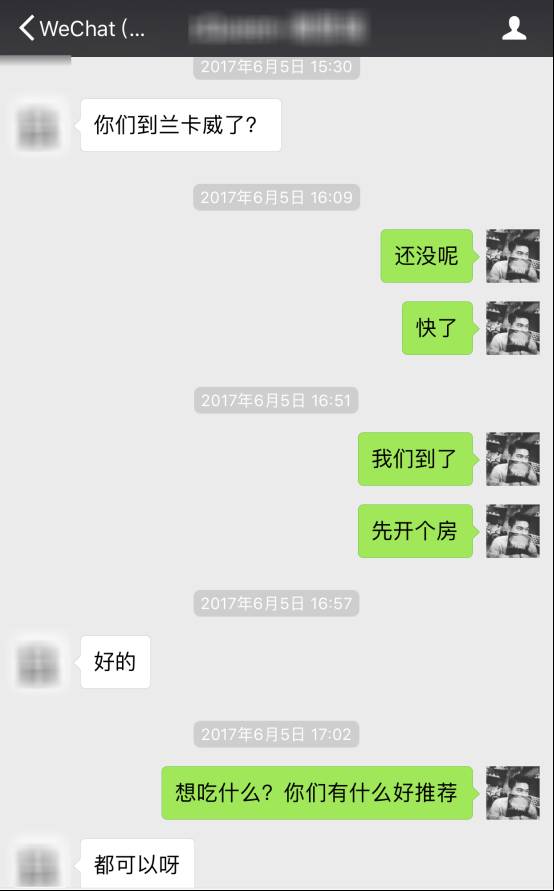 WeChat (...
2017年6月5日 15:30
你们到兰卡威了？
2017年6月5日 16:09
还没呢
快了
2017年6月5日 16:51
我们到了
先开个房
2017年6月5日 16:57
好的
2017年6月5日 17:02
想吃什么？你们有什么好推荐
都可以呀